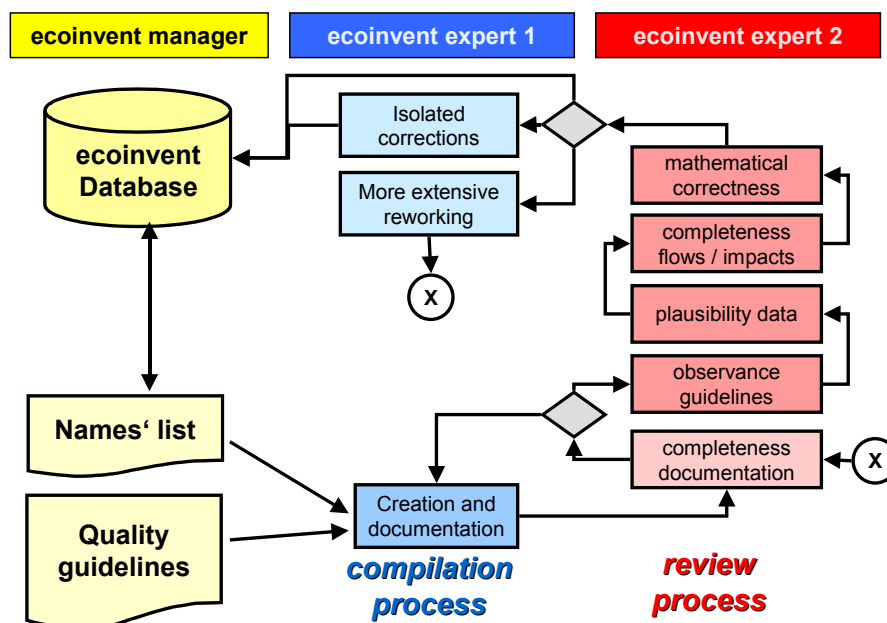 ecoinvent manager
ecoinvent expert 1
ecoinvent expert 2
ecoinvent
Database
Isolated
corrections
More extensive
reworking
X
mathematical
correctness
completeness
flows / impacts
plausibility data
observance
guidelines
completeness
documentation
X
Names‘ list
Quality
guidelines
Creation and
documentation
compilation
process
review
process